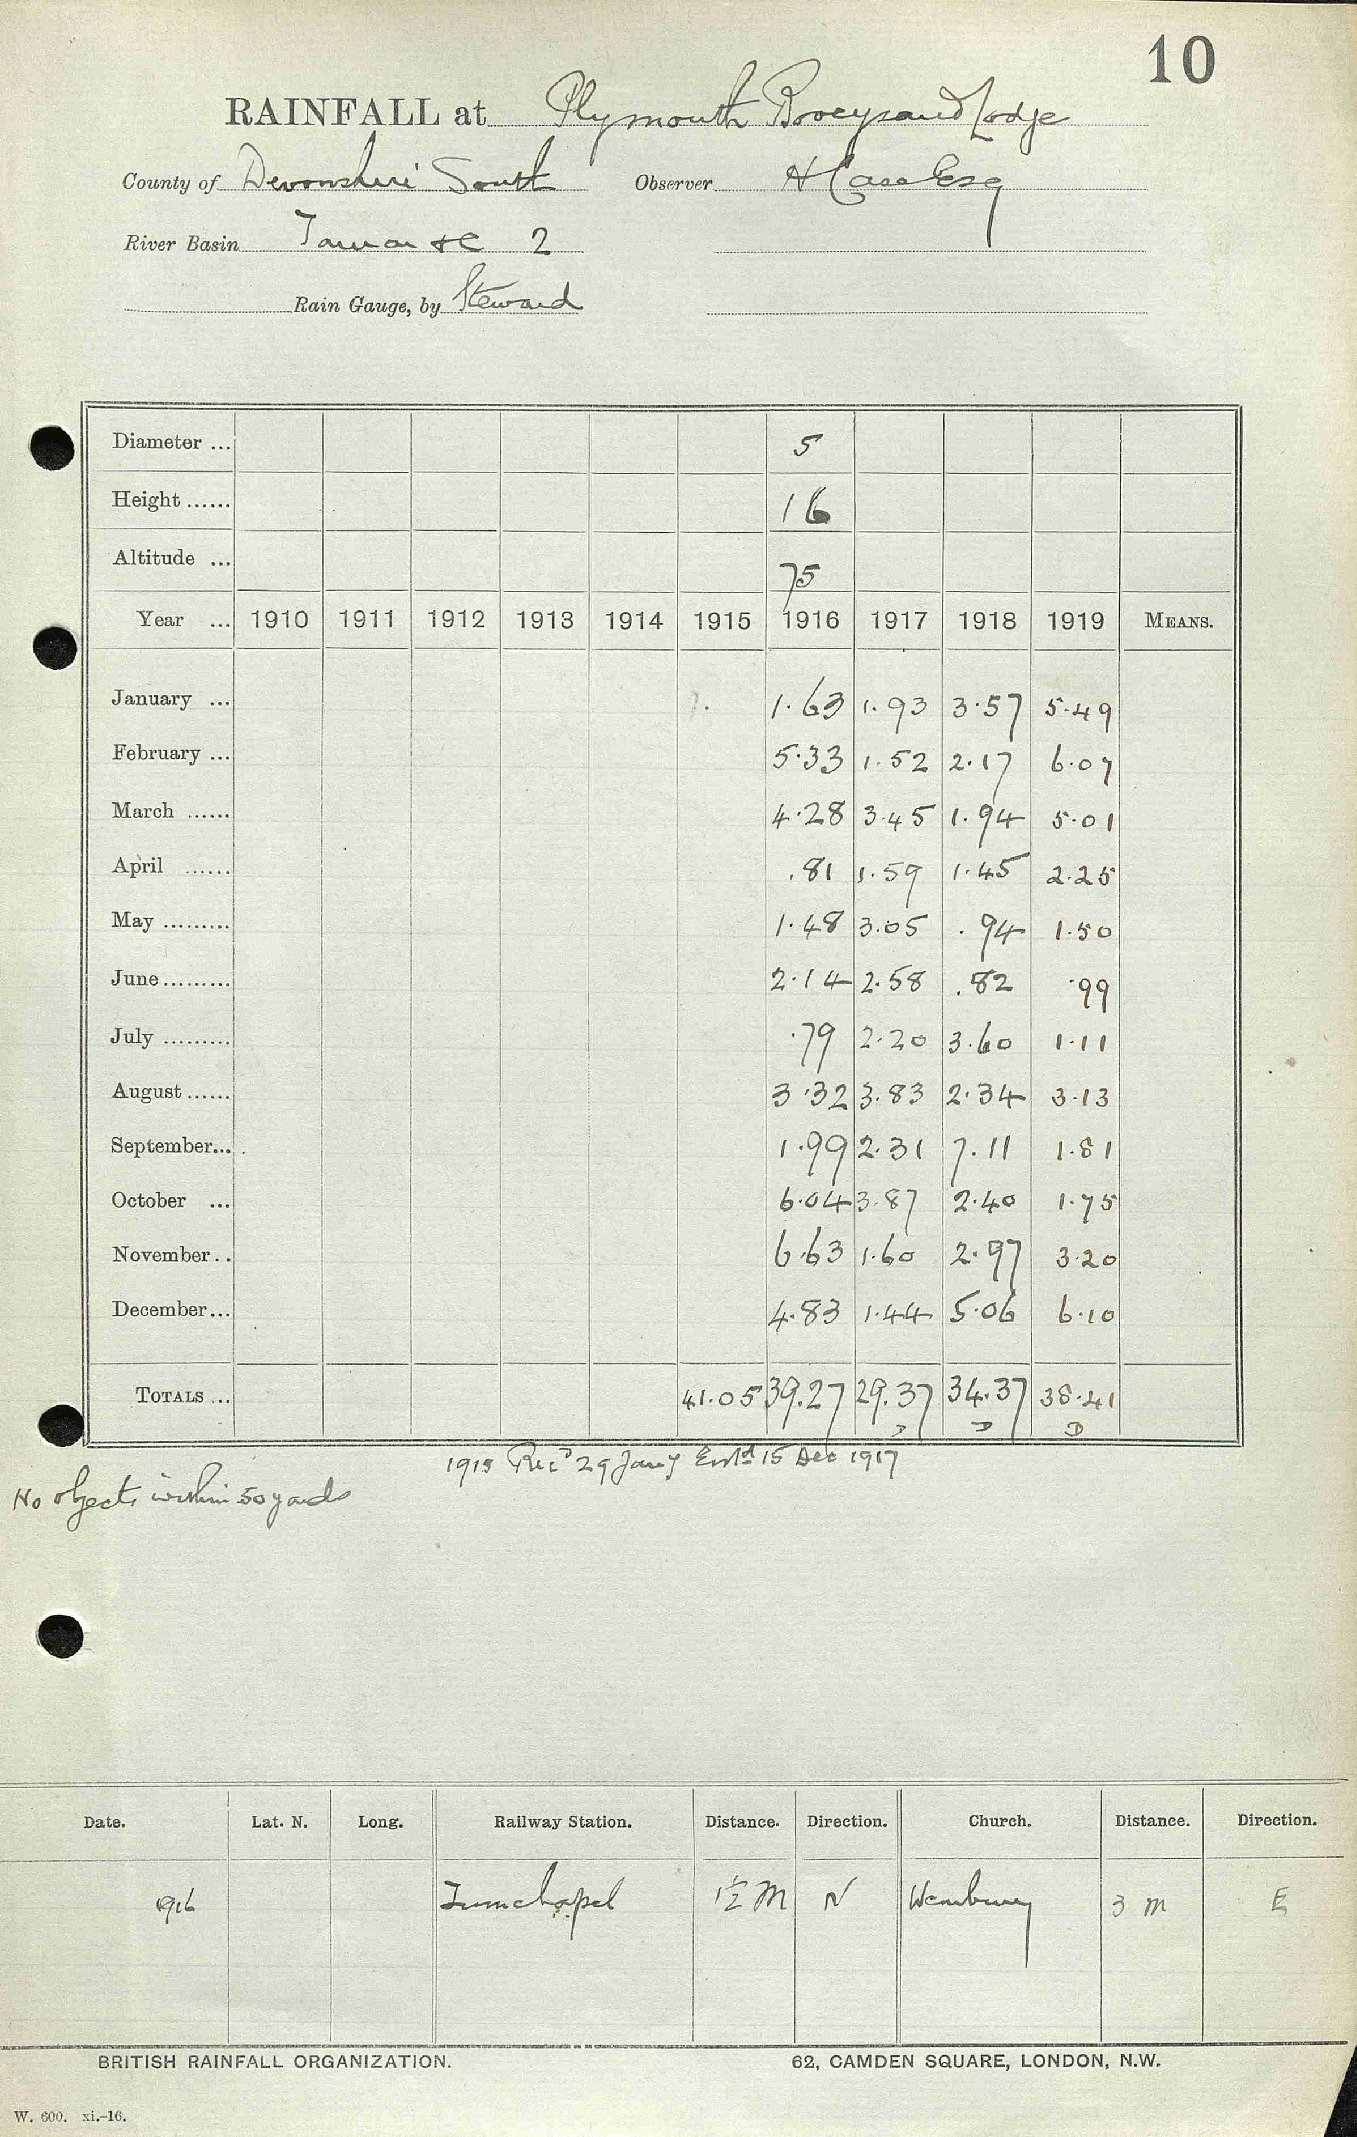 10
RAINFALL at Plymouth Boveysand Lodge
County of Devonshire South Observer H Case Esq
River Basin Tamar &c 2
Rain Gauge, by Steward
Diameter ... 5
Height ...... 16
Altitude ... 75
Year ... 1910 1911 1912 1913 1914 1915 1916 1917 1918 1919 MEANS.
January ... 1. 1.63 1.93 3.57 5.49
February ... 5.33 1.52 2.17 6.07
March ...... 4.28 3.45 1.94 5.01
April ...... .81 1.59 1.45 2.25
May ......... 1.48 3.05 .94 1.50
June ......... 2.14 2.58 .82 .99
July ......... .79 2.20 3.60 1.11
August ...... 3.32 3.83 2.34 3.13
September... 1.99 2.31 7.11 1.81
October ... 6.04 3.87 2.40 1.75
November.. 6.63 1.60 2.97 3.20
December... 4.83 1.44 5.06 6.10
TOTALS ... 41.05 39.27 29.37 34.37 38.41
D D D
1915 Recd 29 Jany Entd 15 Dec 1917
No objects within 50 yards
Date. Lat. N. Long. Railway Station. Distance. Direction. Church. Distance. Direction.
1916 Turnchapel 1½ M N Wembury 3 m E
BRITISH RAINFALL ORGANIZATION. 62, CAMDEN SQUARE, LONDON, N.W.
W. 600. xi.-16.